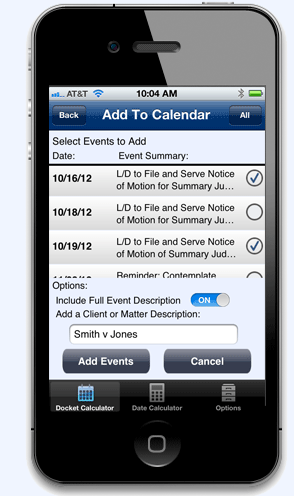 AT&T 10:04 AM
Back Add To Calendar All
Select Events to Add
Date: Event Summary:
10/16/12 L/D to File and Serve Notice
of Motion for Summary Ju...
10/18/12 L/D to File and Serve Notice
of Motion for Summary Ju...
10/19/12 L/D to File and Serve Notice
of Motion of Summary Jud...
Reminder: Contemplate
Options:
Include Full Event Description ON
Add a Client or Matter Description:
Smith v Jones
Add Events Cancel
Docket Calculator Date Calculator Options